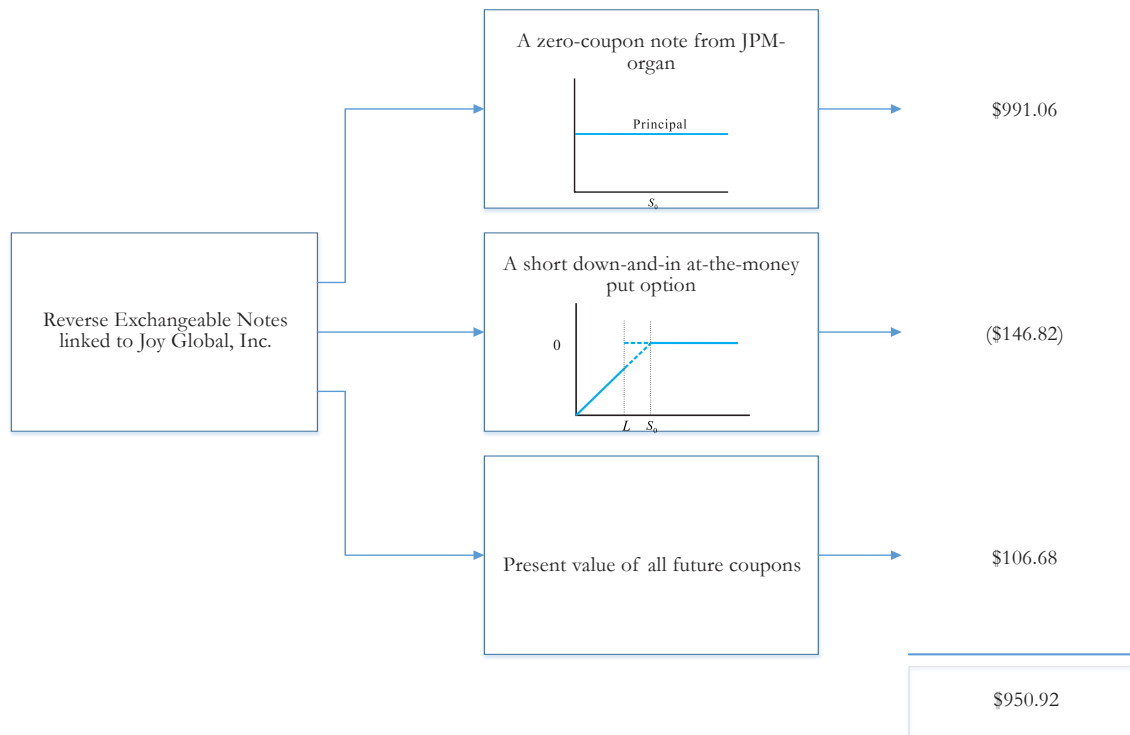 A zero-coupon note from JPM-
organ
Principal
S₀
$991.06
Reverse Exchangeable Notes
linked to Joy Global, Inc.
A short down-and-in at-the-money
put option
0
L
S₀
($146.82)
Present value of all future coupons
$106.68
$950.92